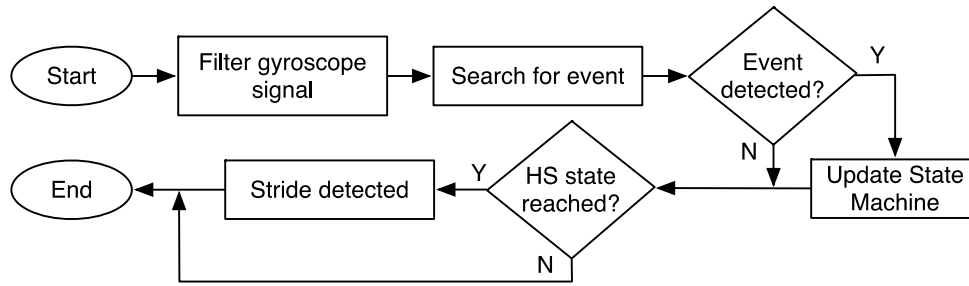 Start
Filter gyroscope
signal
Search for event
Event
detected?
Y
N
Update State
Machine
HS state
reached?
Y
N
Stride detected
End